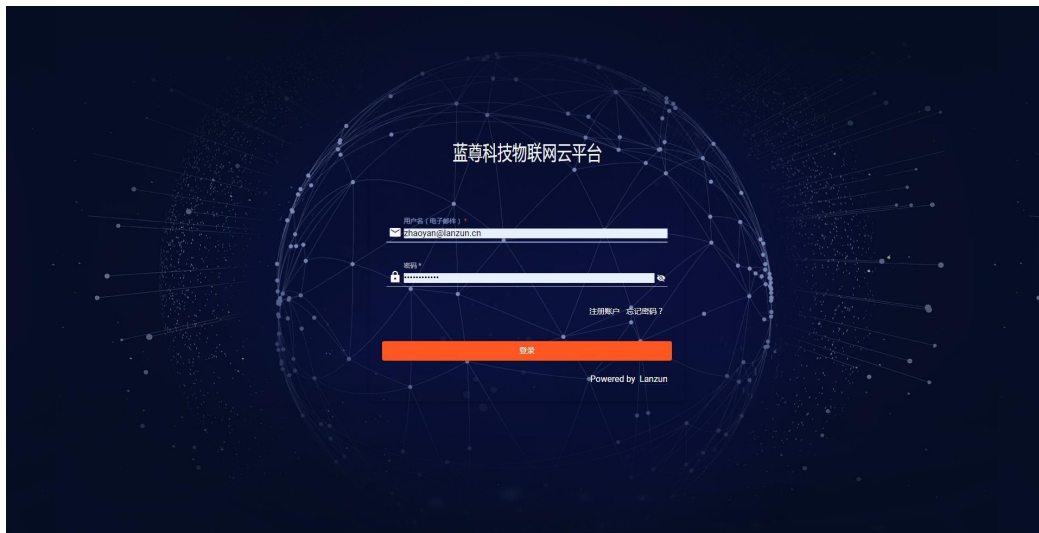 蓝尊科技物联网云平台
用户名（电子邮件）*
zhaoyan@lanzun.cn
密码*
••••••••••••
注册账户 忘记密码？
登录
Powered by Lanzun